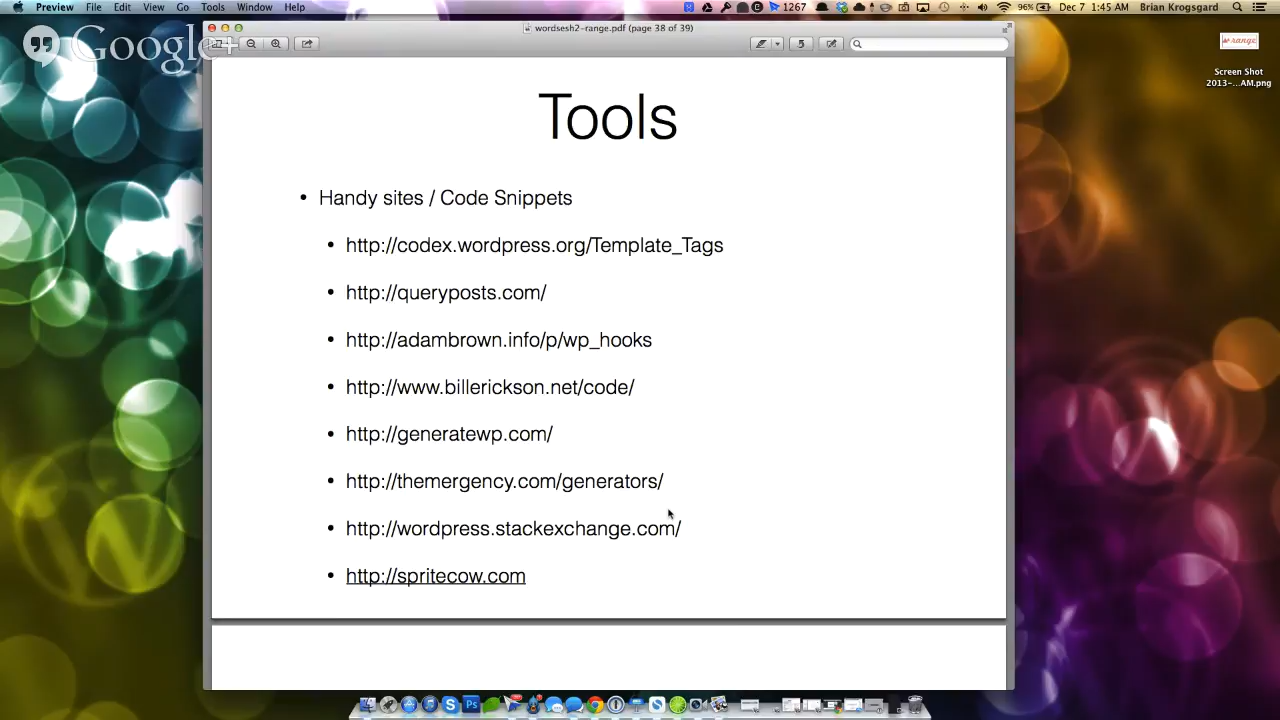 Preview File Edit View Go Tools Window Help 1267 96% Dec 7 1:45 AM Brian Krogsgard
wordsesh2-range.pdf (page 38 of 39)
Google+
range
Screen Shot
2013-...AM.png
Tools
• Handy sites / Code Snippets
• http://codex.wordpress.org/Template_Tags
• http://queryposts.com/
• http://adambrown.info/p/wp_hooks
• http://www.billerickson.net/code/
• http://generatewp.com/
• http://themergency.com/generators/
• http://wordpress.stackexchange.com/
• http://spritecow.com